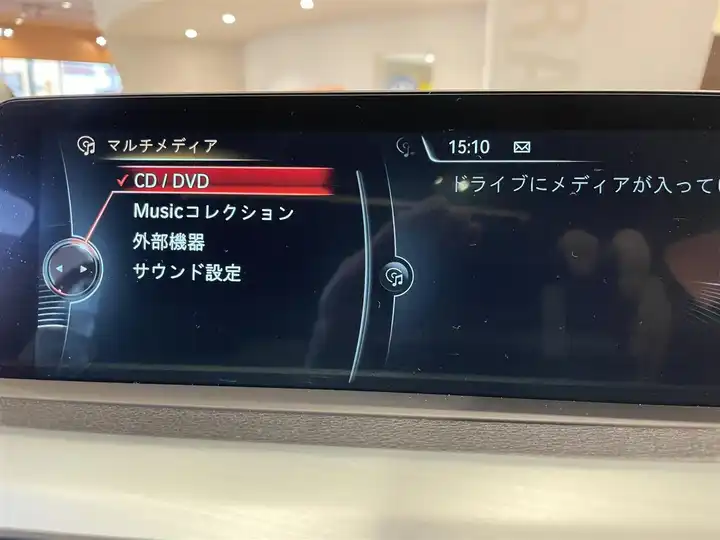 マルチメディア
CD / DVD
Musicコレクション
外部機器
サウンド設定
15:10
ドライブにメディアが入って